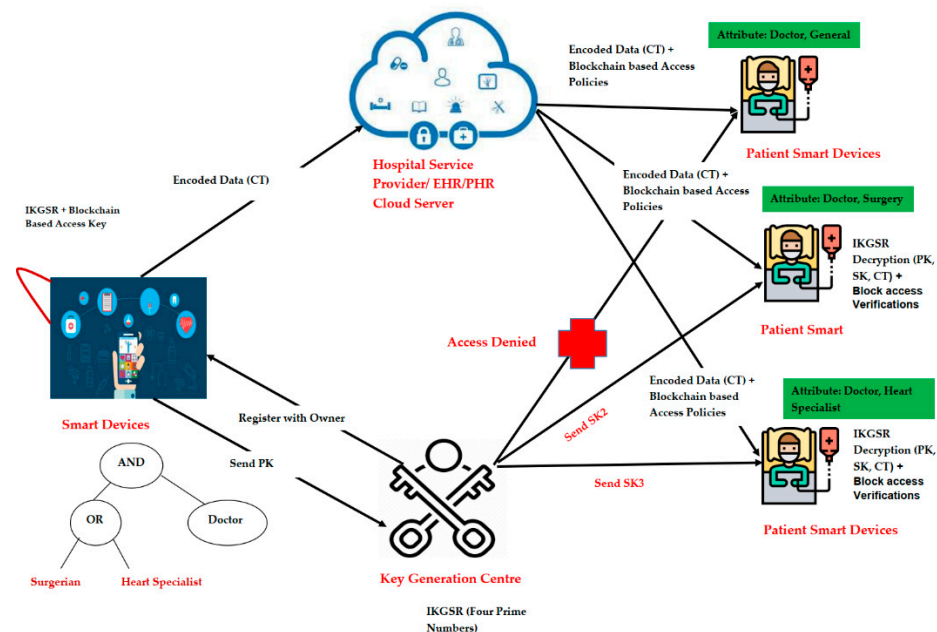 Attribute: Doctor, General
Encoded Data (CT) +
Blockchain based Access
Policies
Patient Smart Devices
Hospital Service
Provider/ EHR/PHR
Cloud Server
Encoded Data (CT)
Encoded Data (CT) +
Blockchain based Access
Policies
Attribute: Doctor, Surgery
IKGSR + Blockchain
Based Access Key
IKGSR
Decryption (PK,
SK, CT) +
Block access
Verifications
Patient Smart
Access Denied
Encoded Data (CT) +
Blockchain based
Access Policies
Attribute: Doctor, Heart
Specialist
Smart Devices
Register with Owner
Send SK2
IKGSR
Decryption (PK,
SK, CT) +
Block access
Verifications
Send PK
Send SK3
Patient Smart Devices
AND
OR
Doctor
Surgerian
Heart Specialist
Key Generation Centre
IKGSR (Four Prime
Numbers)